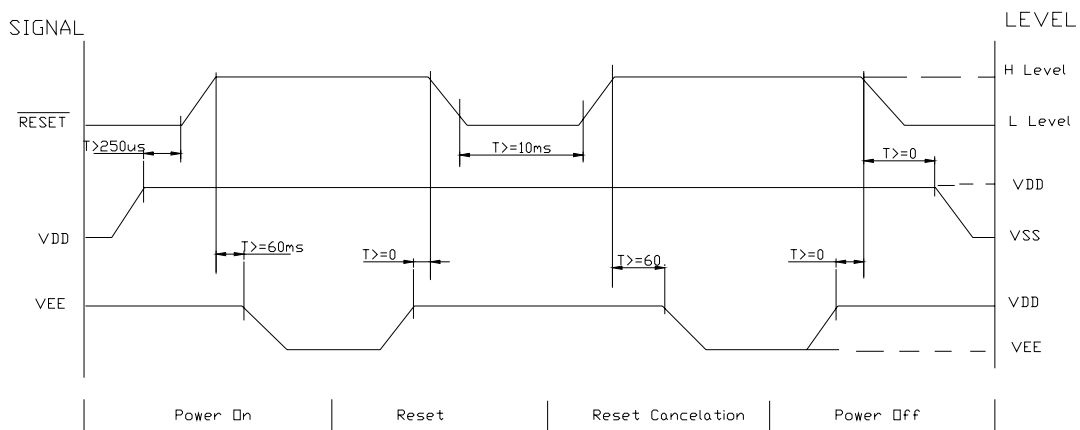 SIGNAL
LEVEL
H Level
RESET
L Level
T>250us
T>=10ms
T>=0
VDD
VDD
VSS
T>=60ms
T>=0
T>=60.
T>=0
VEE
VDD
VEE
Power On
Reset
Reset Cancelation
Power Off